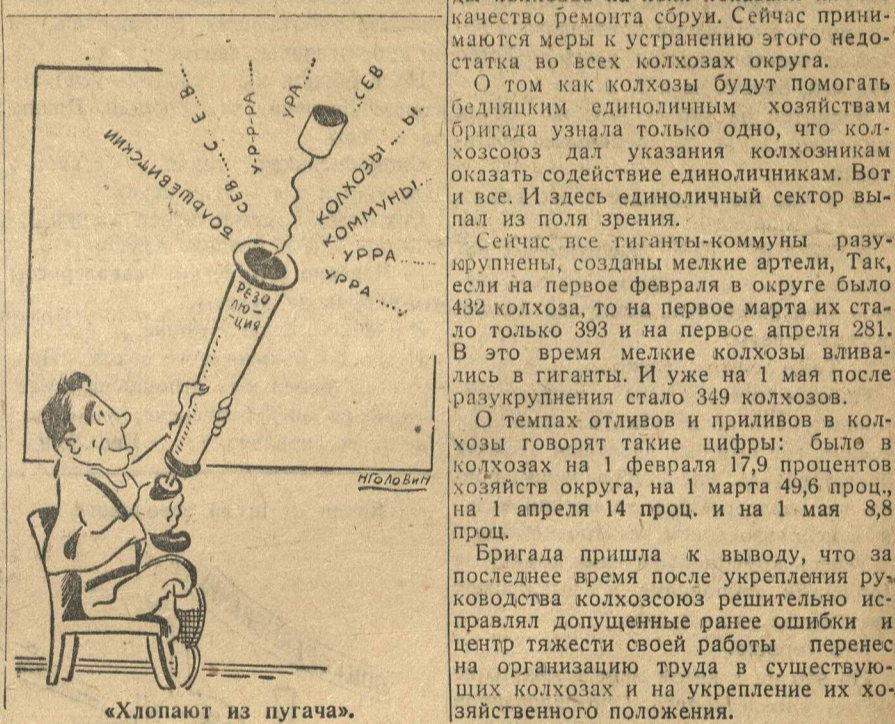 БОЛЬШЕВИТСКИЙ
СЕВ.... С... Е... В...
У-Р-Р-РА....
УРА....
...СЕВ
КОЛХОЗЫ ... Ы
КОММУНЫ...
УРРА.....
УРРА.....
РЕЗО
ЛЮ-
-ЦИЯ
НГОЛОВИН
«Хлопают из пугача».
качество ремонта сбруи. Сейчас прини-
маются меры к устранению этого недо-
статка во всех колхозах округа.
О том как колхозы будут помогать
бедняцким единоличным хозяйствам
бригада узнала только одно, что кол-
хозсоюз дал указания колхозникам
оказать содействие единоличникам. Вот
и все. И здесь единоличный сектор вы-
пал из поля зрения.
Сейчас все гиганты-коммуны разу-
крупнены, созданы мелкие артели, Так,
если на первое февраля в округе было
432 колхоза, то на первое марта их ста-
ло только 393 и на первое апреля 281.
В это время мелкие колхозы вливa-
лись в гиганты. И уже на 1 мая после
разукрупнения стало 349 колхозов.
О темпах отливов и приливов в кол-
хозы говорят такие цифры: было в
колхозах на 1 февраля 17,9 процентов
хозяйств округа, на 1 марта 49,6 проц.,
на 1 апреля 14 проц. и на 1 мая 8,8
проц.
Бригада пришла к выводу, что за
последнее время после укрепления ру-
ководства колхозсоюз решительно ис-
правлял допущенные ранее ошибки и
центр тяжести своей работы перенес
на организацию труда в существую-
щих колхозах и на укрепление их хо-
зяйственного положения.